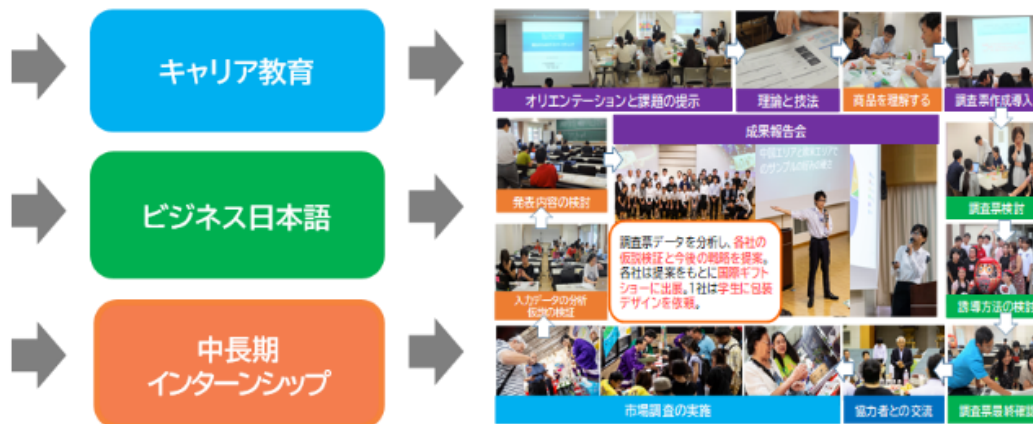 キャリア教育
ビジネス日本語
中長期
インターンシップ
オリエンテーションと課題の提示
理論と技法
商品を理解する
調査票作成導入
成果報告会
発表内容の検討
調査票検討
調査票データを分析し、各社の
仮説検証と今後の戦略を提案。
各社は提案をもとに国際ギフト
ショーに出展。1社は学生に包装
デザインを依頼。
入力データの分析
仮説の検証
誘導方法の検討
市場調査の実施
協力者との交流
調査票最終確認